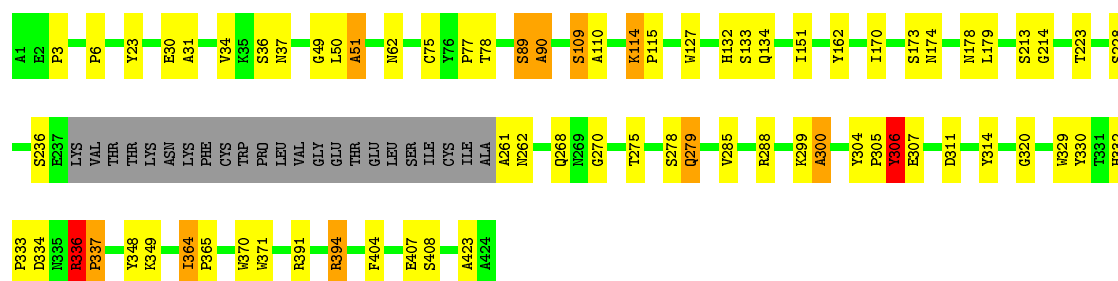 A1 E2 P3 P6 Y23 E30 A31 V34 K35 S36 N37 G49 L50 A51 N62 C75 Y76 P77 T78 S89 A90 S109 A110 K114 P115 W127 H132 S133 Q134 I151 Y162 I170 S173 N174 N178 L179 S213 G214 T223 S228
S236 E237 LYS VAL THR THR LYS ASN LYS PHE CYS TRP PRO LEU VAL GLY GLU THR GLU LEU SER ILE CYS ILE ALA A261 N262 Q268 N269 G270 T275 S278 Q279 V285 R288 K299 A300 Y304 P305 Y306 E307 D311 Y314 G320 W329 Y330 T331 H332
P333 D334 N335 R336 P337 Y348 K349 I364 P365 W370 W371 R391 R394 F404 E407 S408 A423 A424